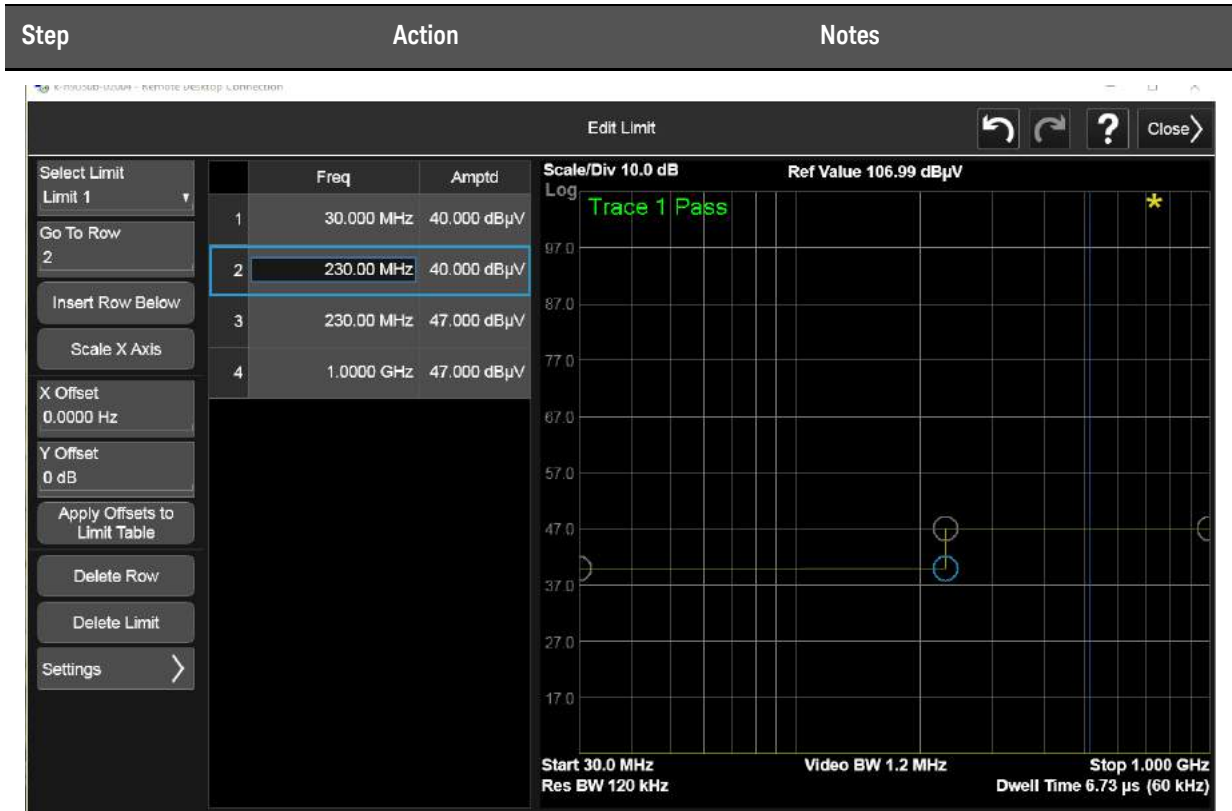 Step Action Notes
Remote Desktop Connection
Edit Limit
? Close
Select Limit
Limit 1
Go To Row
2
Insert Row Below
Scale X Axis
X Offset
0.0000 Hz
Y Offset
0 dB
Apply Offsets to
Limit Table
Delete Row
Delete Limit
Settings
Freq Amptd
1 30.000 MHz 40.000 dBµV
2 230.00 MHz 40.000 dBµV
3 230.00 MHz 47.000 dBµV
4 1.0000 GHz 47.000 dBµV
Scale/Div 10.0 dB Ref Value 106.99 dBµV
Log
Trace 1 Pass
*
97.0
87.0
77.0
67.0
57.0
47.0
37.0
27.0
17.0
Start 30.0 MHz Video BW 1.2 MHz Stop 1.000 GHz
Res BW 120 kHz Dwell Time 6.73 µs (60 kHz)